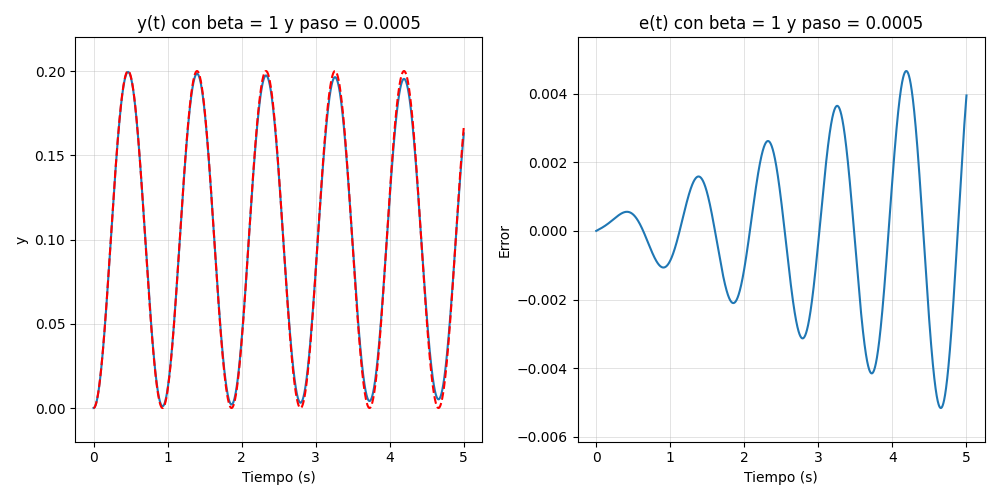 y(t) con beta = 1 y paso = 0.0005
0.20
0.15
0.10
0.05
0.00
y
0 1 2 3 4 5
Tiempo (s)
e(t) con beta = 1 y paso = 0.0005
0.004
0.002
0.000
−0.002
−0.004
−0.006
Error
0 1 2 3 4 5
Tiempo (s)